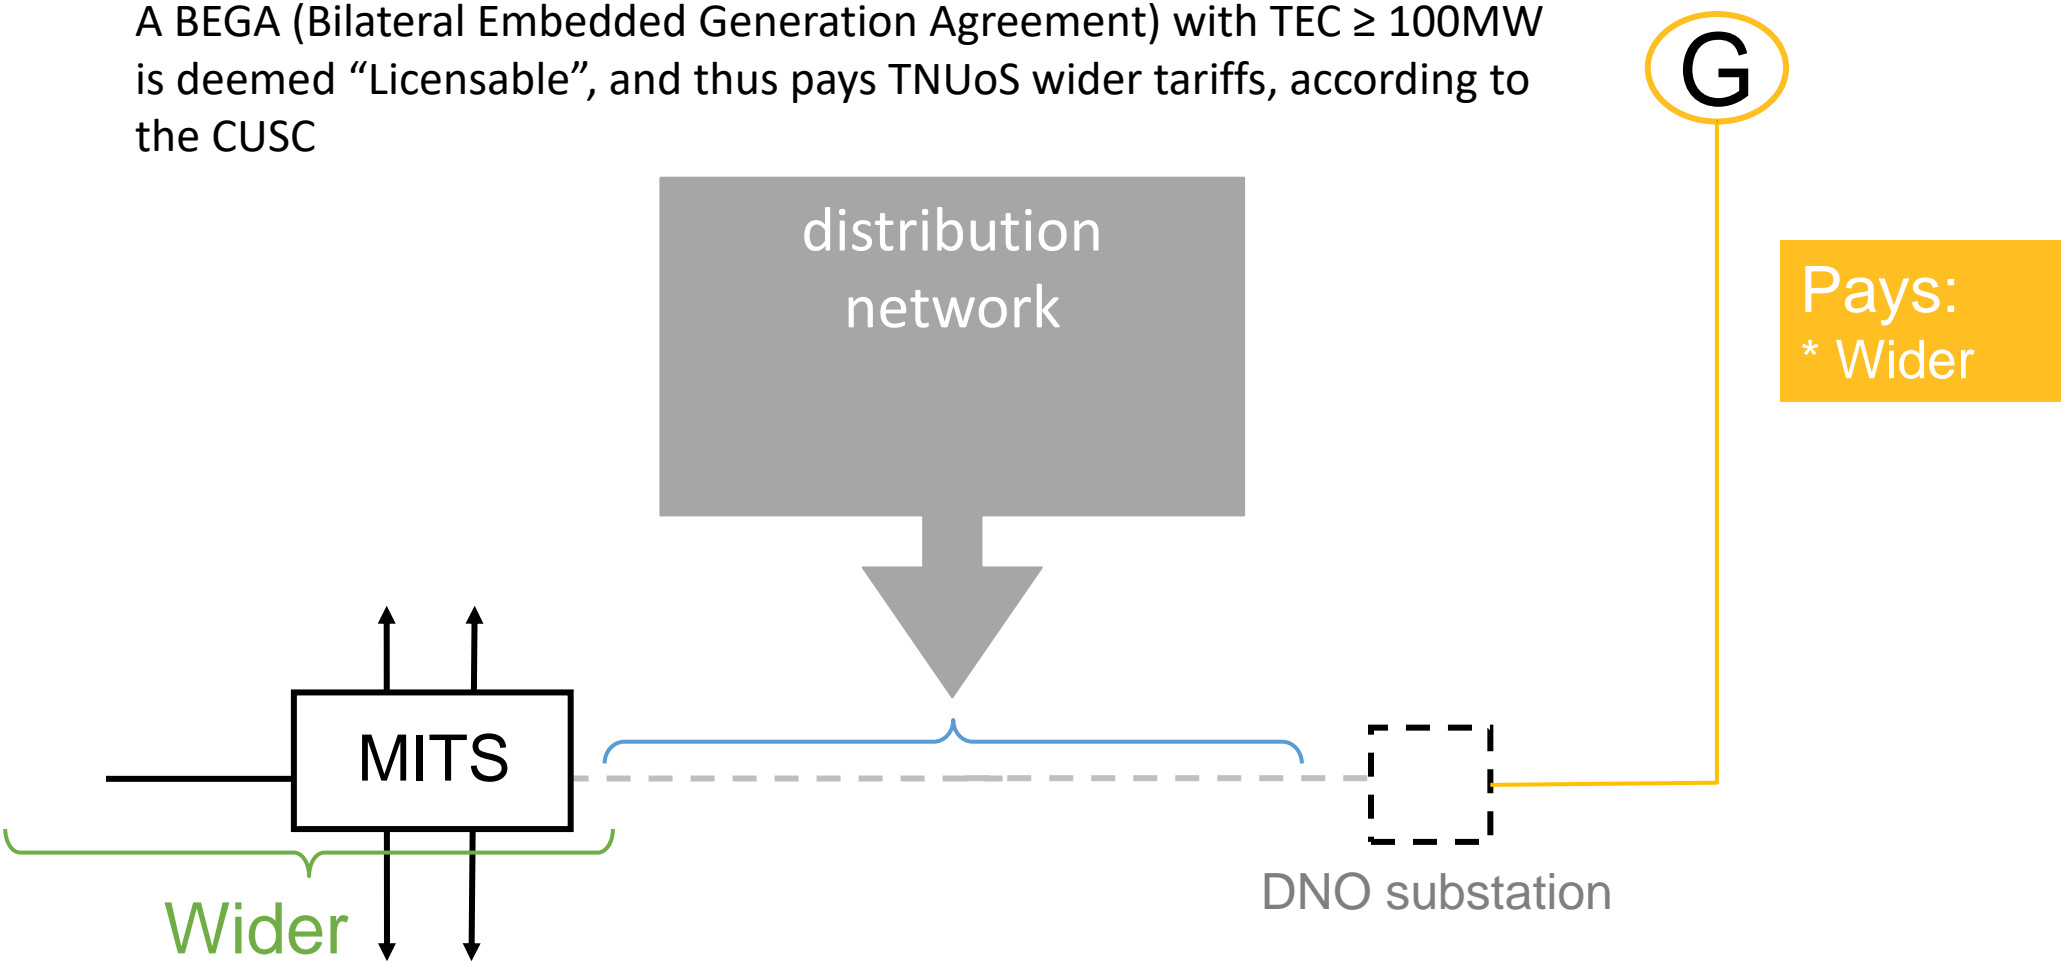 A BEGA (Bilateral Embedded Generation Agreement) with TEC ≥ 100MW
is deemed “Licensable”, and thus pays TNUoS wider tariffs, according to
the CUSC
G
distribution
network
Pays:
* Wider
MITS
DNO substation
Wider